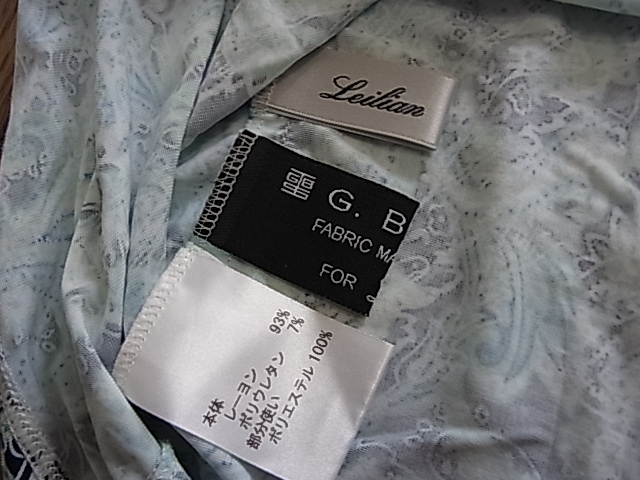 Leilian
G. B
FABRIC MA
FOR
本体
レーヨン 93%
ポリウレタン 7%
部分使い
ポリエステル 100%